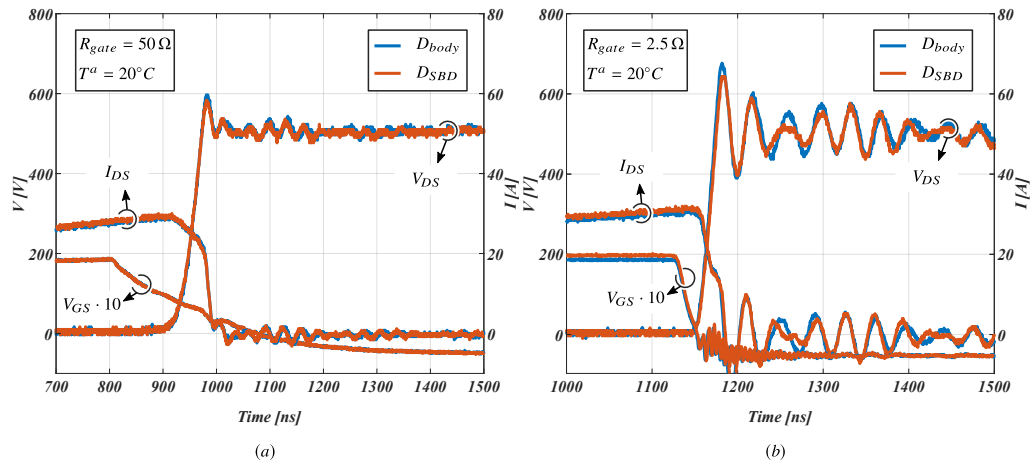 800
600
400
200
0
V [V]
R_gate = 50 Ω
T^a = 20°C
D_body
D_SBD
I_DS
V_DS
V_GS · 10
80
60
40
20
0
I [A]
700 800 900 1000 1100 1200 1300 1400 1500
Time [ns]
(a)
800
600
400
200
0
V [V]
R_gate = 2.5 Ω
T^a = 20°C
D_body
D_SBD
I_DS
V_DS
V_GS · 10
80
60
40
20
0
I [A]
1000 1100 1200 1300 1400 1500
Time [ns]
(b)